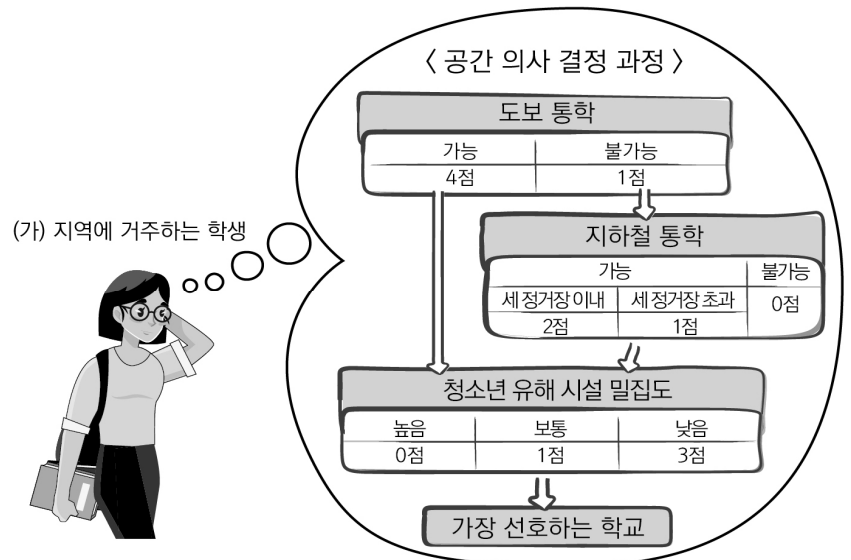 〈 공간 의사 결정 과정 〉
도보 통학
가능 불가능
4점 1점
(가) 지역에 거주하는 학생
지하철 통학
가능 불가능
세 정거장 이내 세 정거장 초과 0점
2점 1점
청소년 유해 시설 밀집도
높음 보통 낮음
0점 1점 3점
가장 선호하는 학교